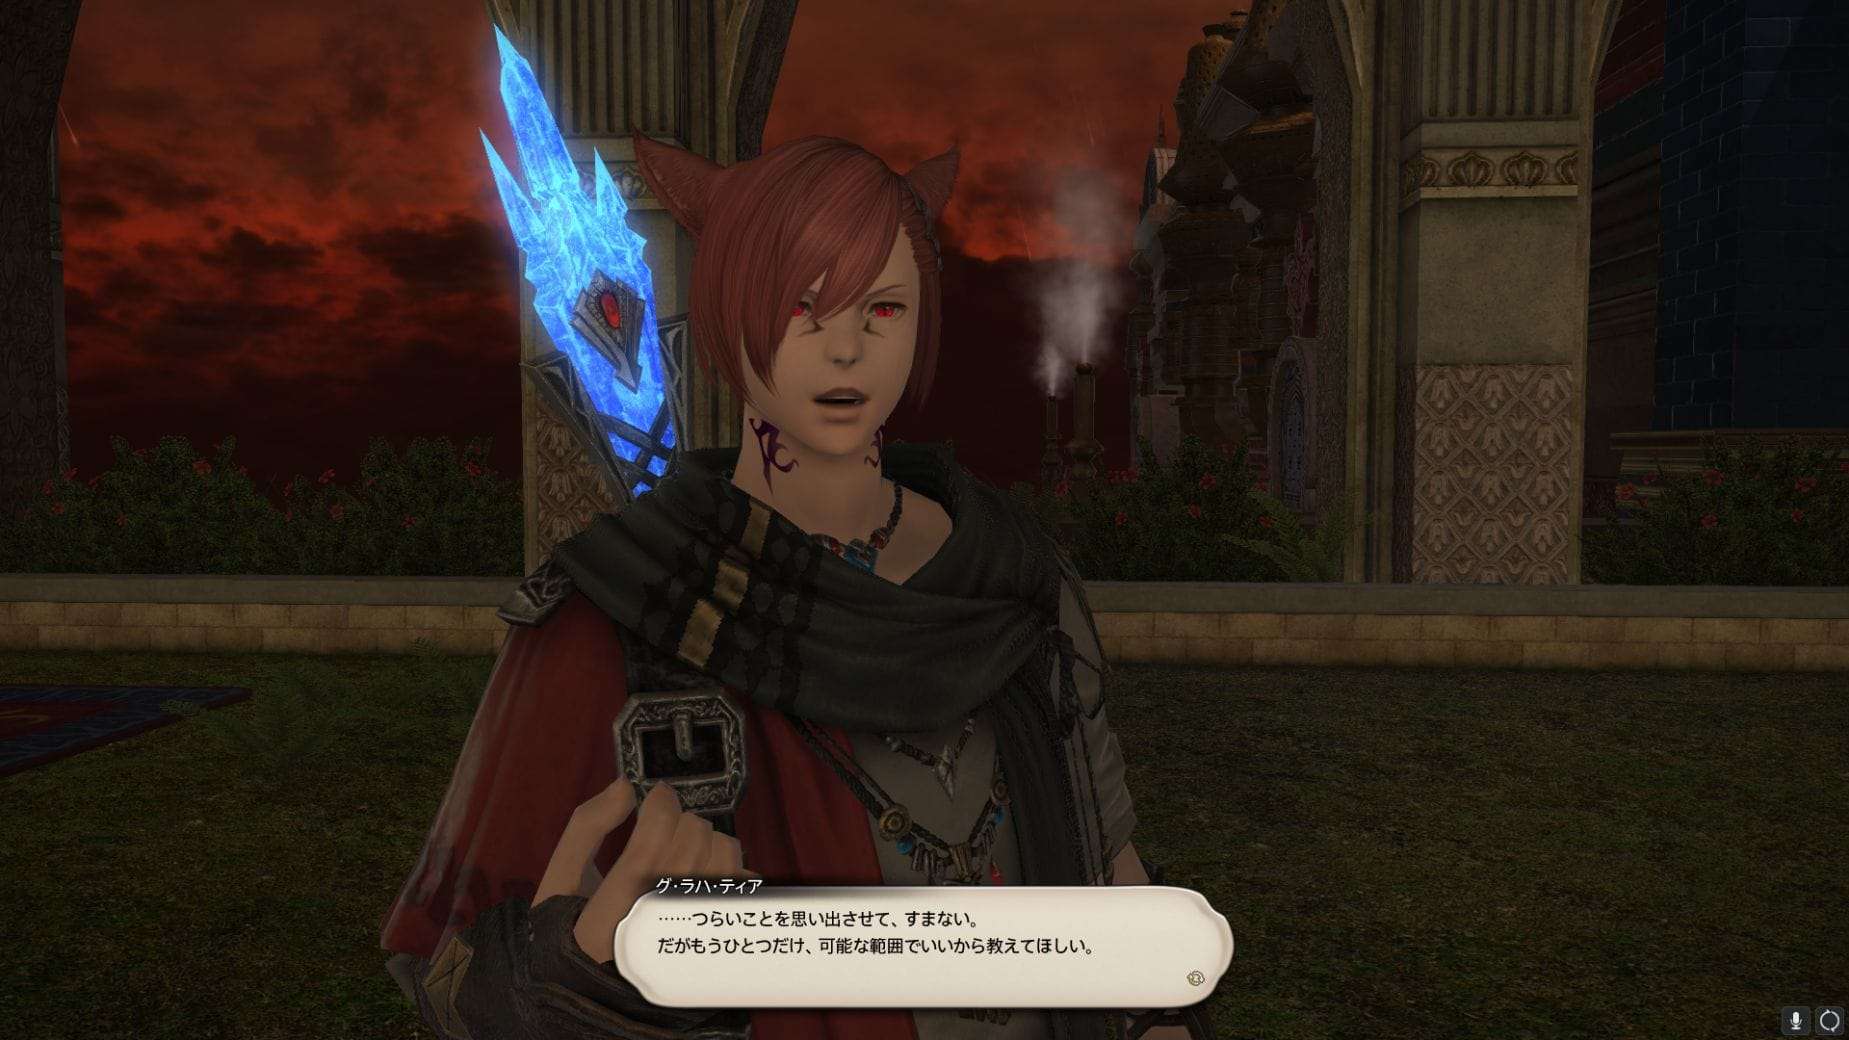 グ・ラハ・ティア
……つらいことを思い出させて、すまない。
だがもうひとつだけ、可能な範囲でいいから教えてほしい。